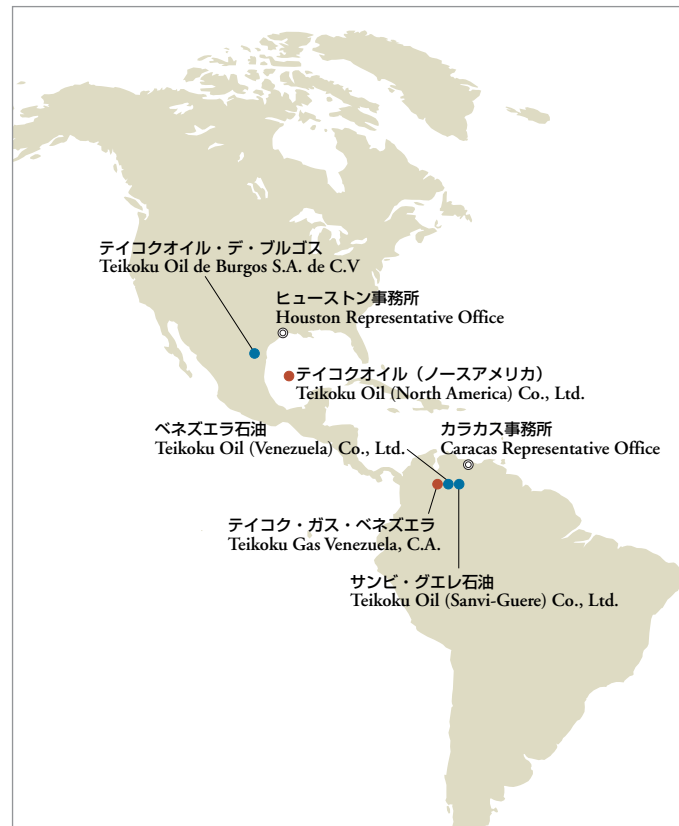 テイコクオイル・デ・ブルゴス
Teikoku Oil de Burgos S.A. de C.V
ヒューストン事務所
Houston Representative Office
テイコクオイル（ノースアメリカ）
Teikoku Oil (North America) Co., Ltd.
ベネズエラ石油
Teikoku Oil (Venezuela) Co., Ltd.
カラカス事務所
Caracas Representative Office
テイコク・ガス・ベネズエラ
Teikoku Gas Venezuela, C.A.
サンビ・グエレ石油
Teikoku Oil (Sanvi-Guere) Co., Ltd.